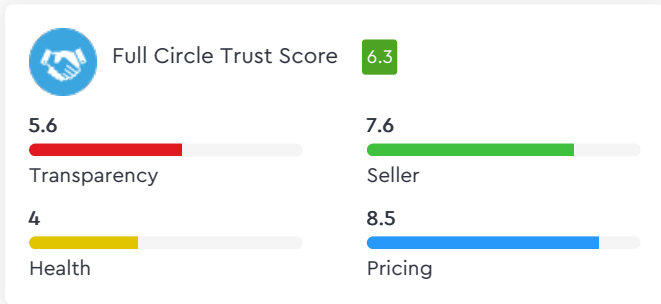 Full Circle Trust Score 6.3
5.6 7.6
Transparency Seller
4 8.5
Health Pricing